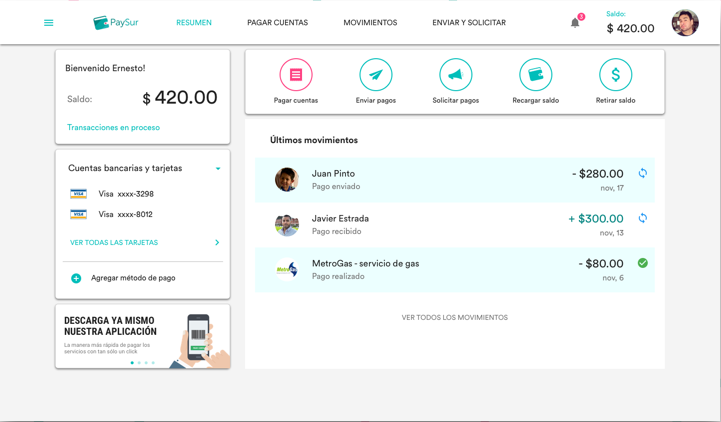 PaySur
RESUMEN
PAGAR CUENTAS
MOVIMIENTOS
ENVIAR Y SOLICITAR
3
Saldo:
$ 420.00
Bienvenido Ernesto!
Saldo:
$ 420.00
Transacciones en proceso
Cuentas bancarias y tarjetas
VISA
Visa xxxx-3298
VISA
Visa xxxx-8012
VER TODAS LAS TARJETAS
Agregar método de pago
DESCARGA YA MISMO
NUESTRA APLICACIÓN
La manera más rápida de pagar los
servicios con tan sólo un click
Pagar cuentas
Enviar pagos
Solicitar pagos
Recargar saldo
Retirar saldo
Últimos movimientos
Juan Pinto
Pago enviado
- $280.00
nov, 17
Javier Estrada
Pago recibido
+ $300.00
nov, 13
MetroGas - servicio de gas
Pago realizado
- $80.00
nov, 6
VER TODOS LOS MOVIMIENTOS